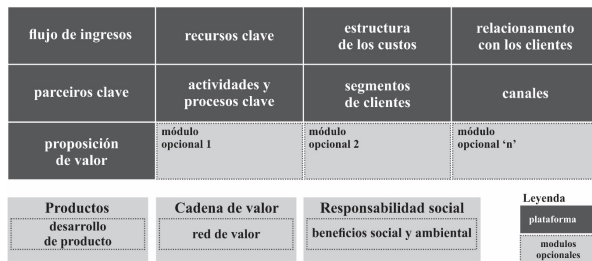 flujo de ingresos
recursos clave
estructura
de los custos
relacionamento
con los clientes
parceiros clave
actividades y
procesos clave
segmentos
de clientes
canales
proposición
de valor
módulo
opcional 1
módulo
opcional 2
módulo
opcional ‘n’
Productos
desarrollo
de producto
Cadena de valor
red de valor
Responsabilidad social
beneficios social y ambiental
Leyenda
plataforma
modulos
opcionales